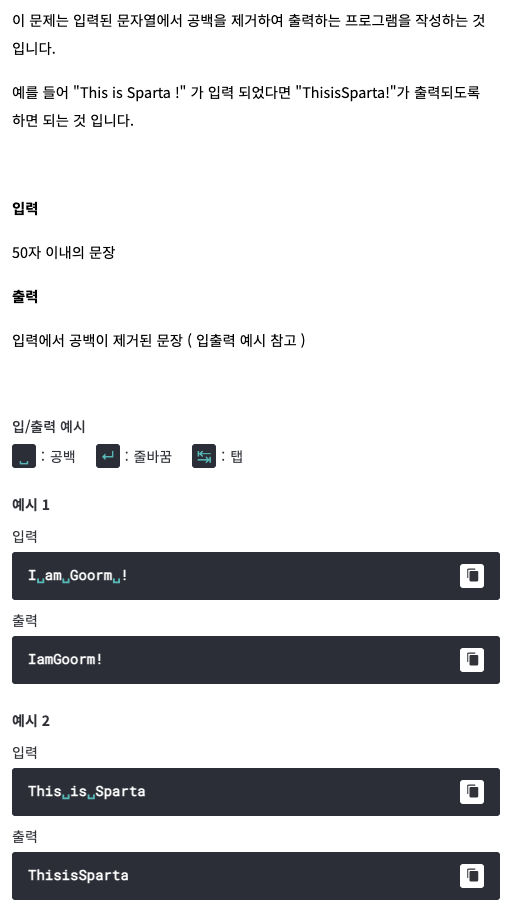 이 문제는 입력된 문자열에서 공백을 제거하여 출력하는 프로그램을 작성하는 것
입니다.
예를 들어 "This is Sparta !" 가 입력 되었다면 "ThisisSparta!"가 출력되도록
하면 되는 것 입니다.
입력
50자 이내의 문장
출력
입력에서 공백이 제거된 문장 ( 입출력 예시 참고 )
입/출력 예시
␣ : 공백 ↵ : 줄바꿈 ↹ : 탭
예시 1
입력
I␣am␣Goorm␣!
출력
IamGoorm!
예시 2
입력
This␣is␣Sparta
출력
ThisisSparta